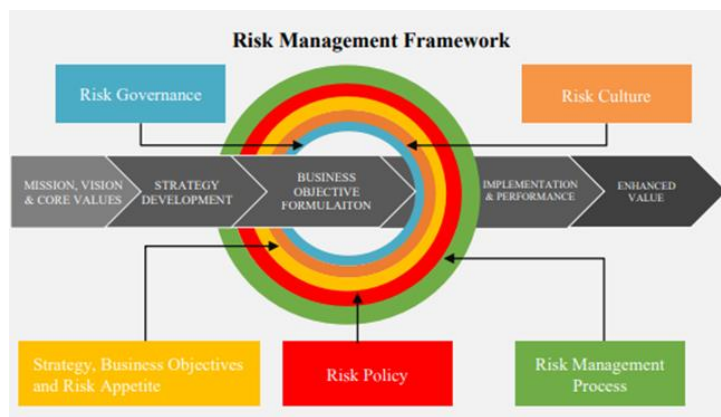 Risk Management Framework
Risk Governance
Risk Culture
MISSION, VISION
& CORE VALUES
STRATEGY
DEVELOPMENT
BUSINESS
OBJECTIVE
FORMULAITON
IMPLEMENTATION
& PERFORMANCE
ENHANCED
VALUE
Strategy, Business Objectives
and Risk Appetite
Risk Policy
Risk Management
Process